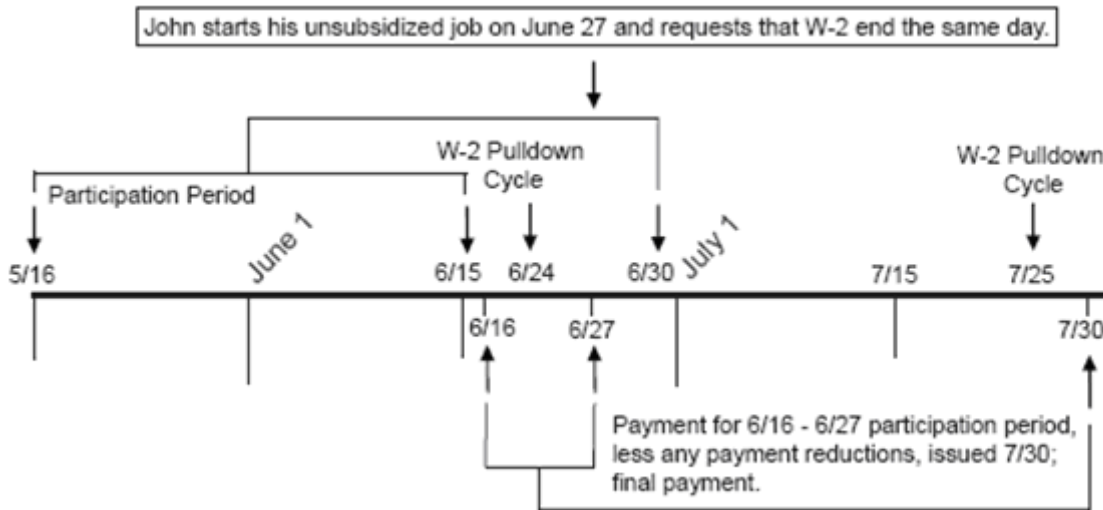 John starts his unsubsidized job on June 27 and requests that W-2 end the same day.
W-2 Pulldown
Cycle
W-2 Pulldown
Cycle
Participation Period
June 1
July 1
5/16
6/15
6/24
6/30
7/15
7/25
6/16
6/27
7/30
Payment for 6/16 - 6/27 participation period,
less any payment reductions, issued 7/30;
final payment.